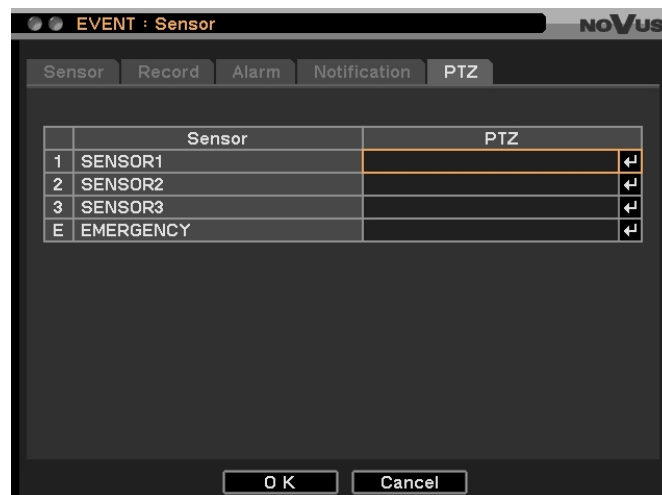 EVENT : Sensor
NOVUS
Sensor Record Alarm Notification PTZ
Sensor PTZ
1 SENSOR1
2 SENSOR2
3 SENSOR3
E EMERGENCY
OK Cancel